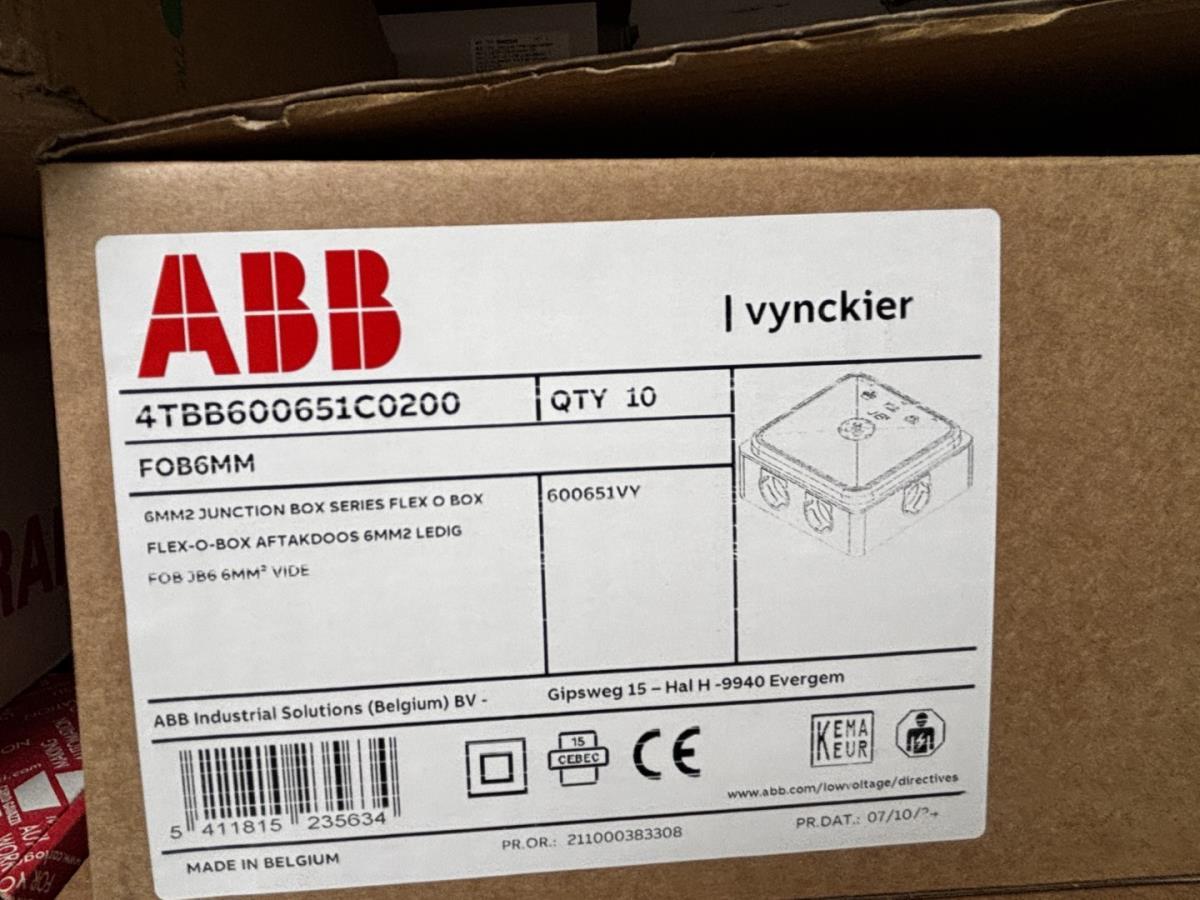 ABB
| vynckier
4TBB600651C0200
QTY 10
FOB6MM
6MM2 JUNCTION BOX SERIES FLEX O BOX
600651VY
FLEX-O-BOX AFTAKDOOS 6MM2 LEDIG
FOB JB6 6MM² VIDE
ABB Industrial Solutions (Belgium) BV -
Gipsweg 15 – Hal H -9940 Evergem
15
CEBEC
CE
KEMA
KEUR
www.abb.com/lowvoltage/directives
5 411815 235634
PR.OR.: 211000383308
PR.DAT.: 07/10/
MADE IN BELGIUM